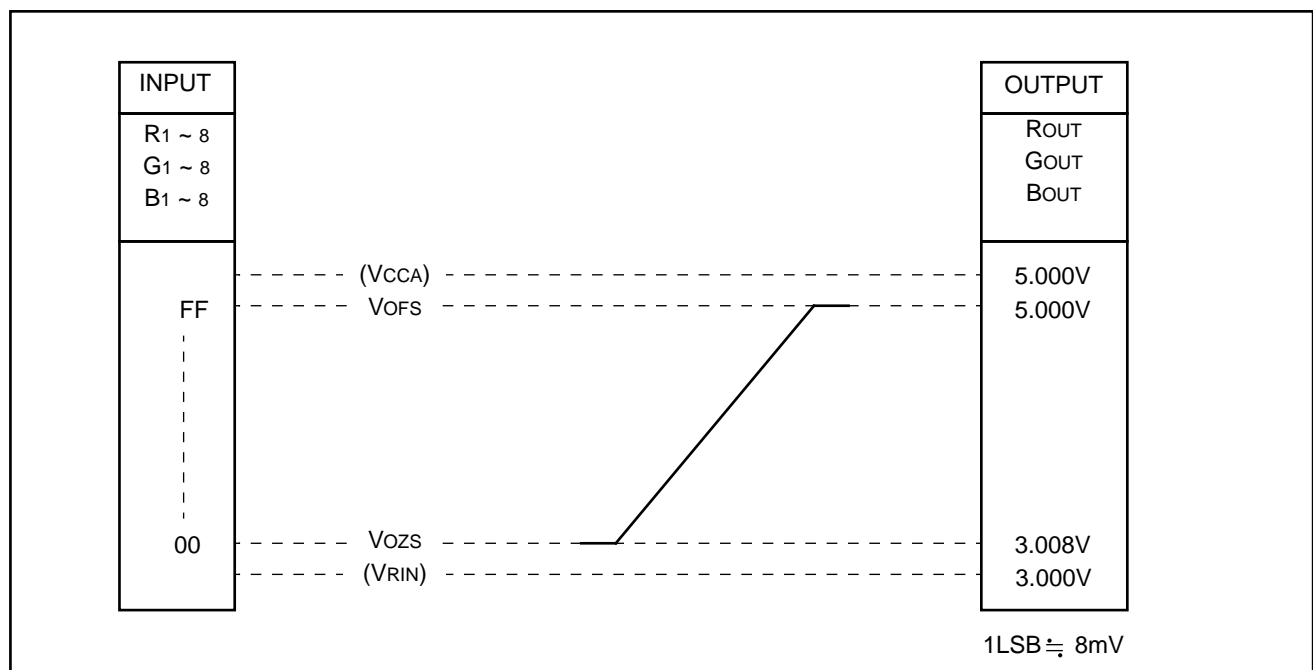 INPUT
R1 ~ 8
G1 ~ 8
B1 ~ 8
OUTPUT
ROUT
GOUT
BOUT
(VCCA) 5.000V
FF VOFS 5.000V
00 VOZS 3.008V
(VRIN) 3.000V
1LSB ≒ 8mV